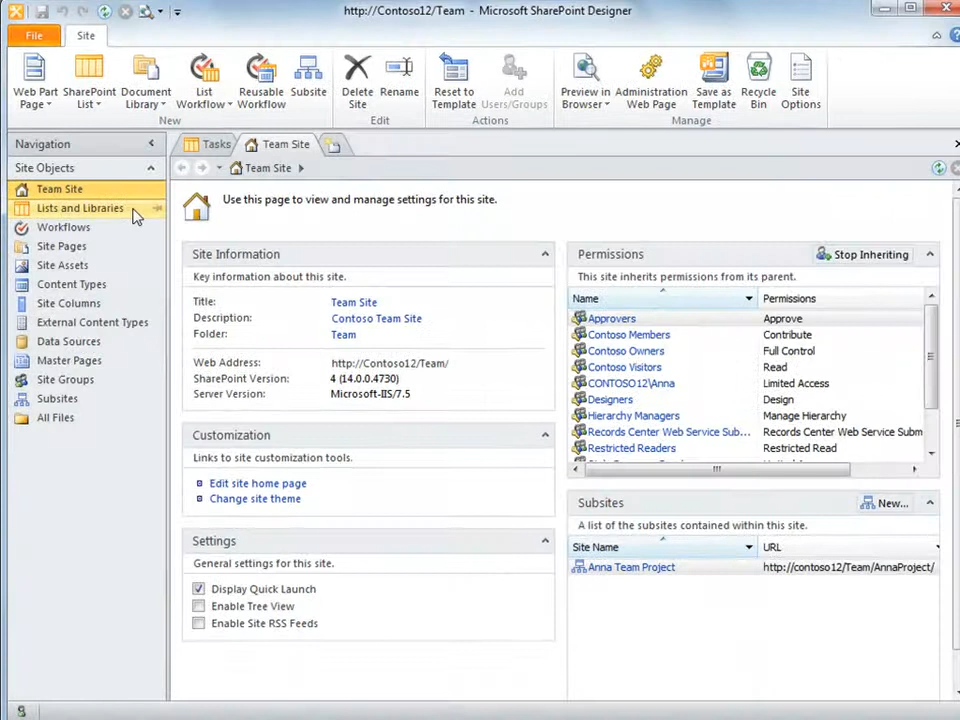 http://Contoso12/Team - Microsoft SharePoint Designer
File
Site
Web Part Page
SharePoint List
Document Library
List Workflow
Reusable Workflow
Subsite
Delete Site
Rename
Reset to Template
Add Users/Groups
Preview in Browser
Administration Web Page
Save as Template
Recycle Bin
Site Options
New
Edit
Actions
Manage
Navigation
Tasks
Team Site
Site Objects
Team Site
Team Site
Lists and Libraries
Workflows
Site Pages
Site Assets
Content Types
Site Columns
External Content Types
Data Sources
Master Pages
Site Groups
Subsites
All Files
Use this page to view and manage settings for this site.
Site Information
Key information about this site.
Title: Team Site
Description: Contoso Team Site
Folder: Team
Web Address: http://Contoso12/Team/
SharePoint Version: 4 (14.0.0.4730)
Server Version: Microsoft-IIS/7.5
Customization
Links to site customization tools.
Edit site home page
Change site theme
Settings
General settings for this site.
Display Quick Launch
Enable Tree View
Enable Site RSS Feeds
Permissions
Stop Inheriting
This site inherits permissions from its parent.
Name Permissions
Approvers Approve
Contoso Members Contribute
Contoso Owners Full Control
Contoso Visitors Read
CONTOSO12\Anna Limited Access
Designers Design
Hierarchy Managers Manage Hierarchy
Records Center Web Service Sub... Records Center Web Service Subm
Restricted Readers Restricted Read
Subsites
New...
A list of the subsites contained within this site.
Site Name URL
Anna Team Project http://contoso12/Team/AnnaProject/